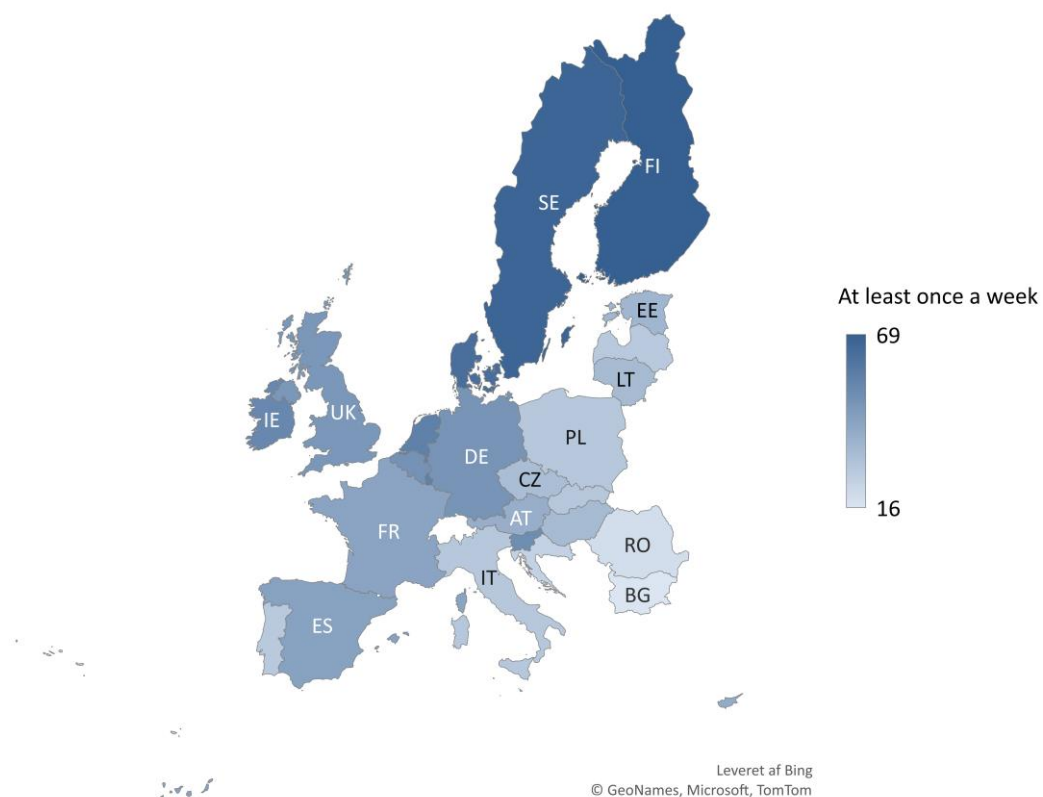 FI
SE
At least once a week
69
EE
LT
IE
UK
PL
DE
CZ
16
AT
FR
RO
IT
BG
ES
Leveret af Bing
© GeoNames, Microsoft, TomTom